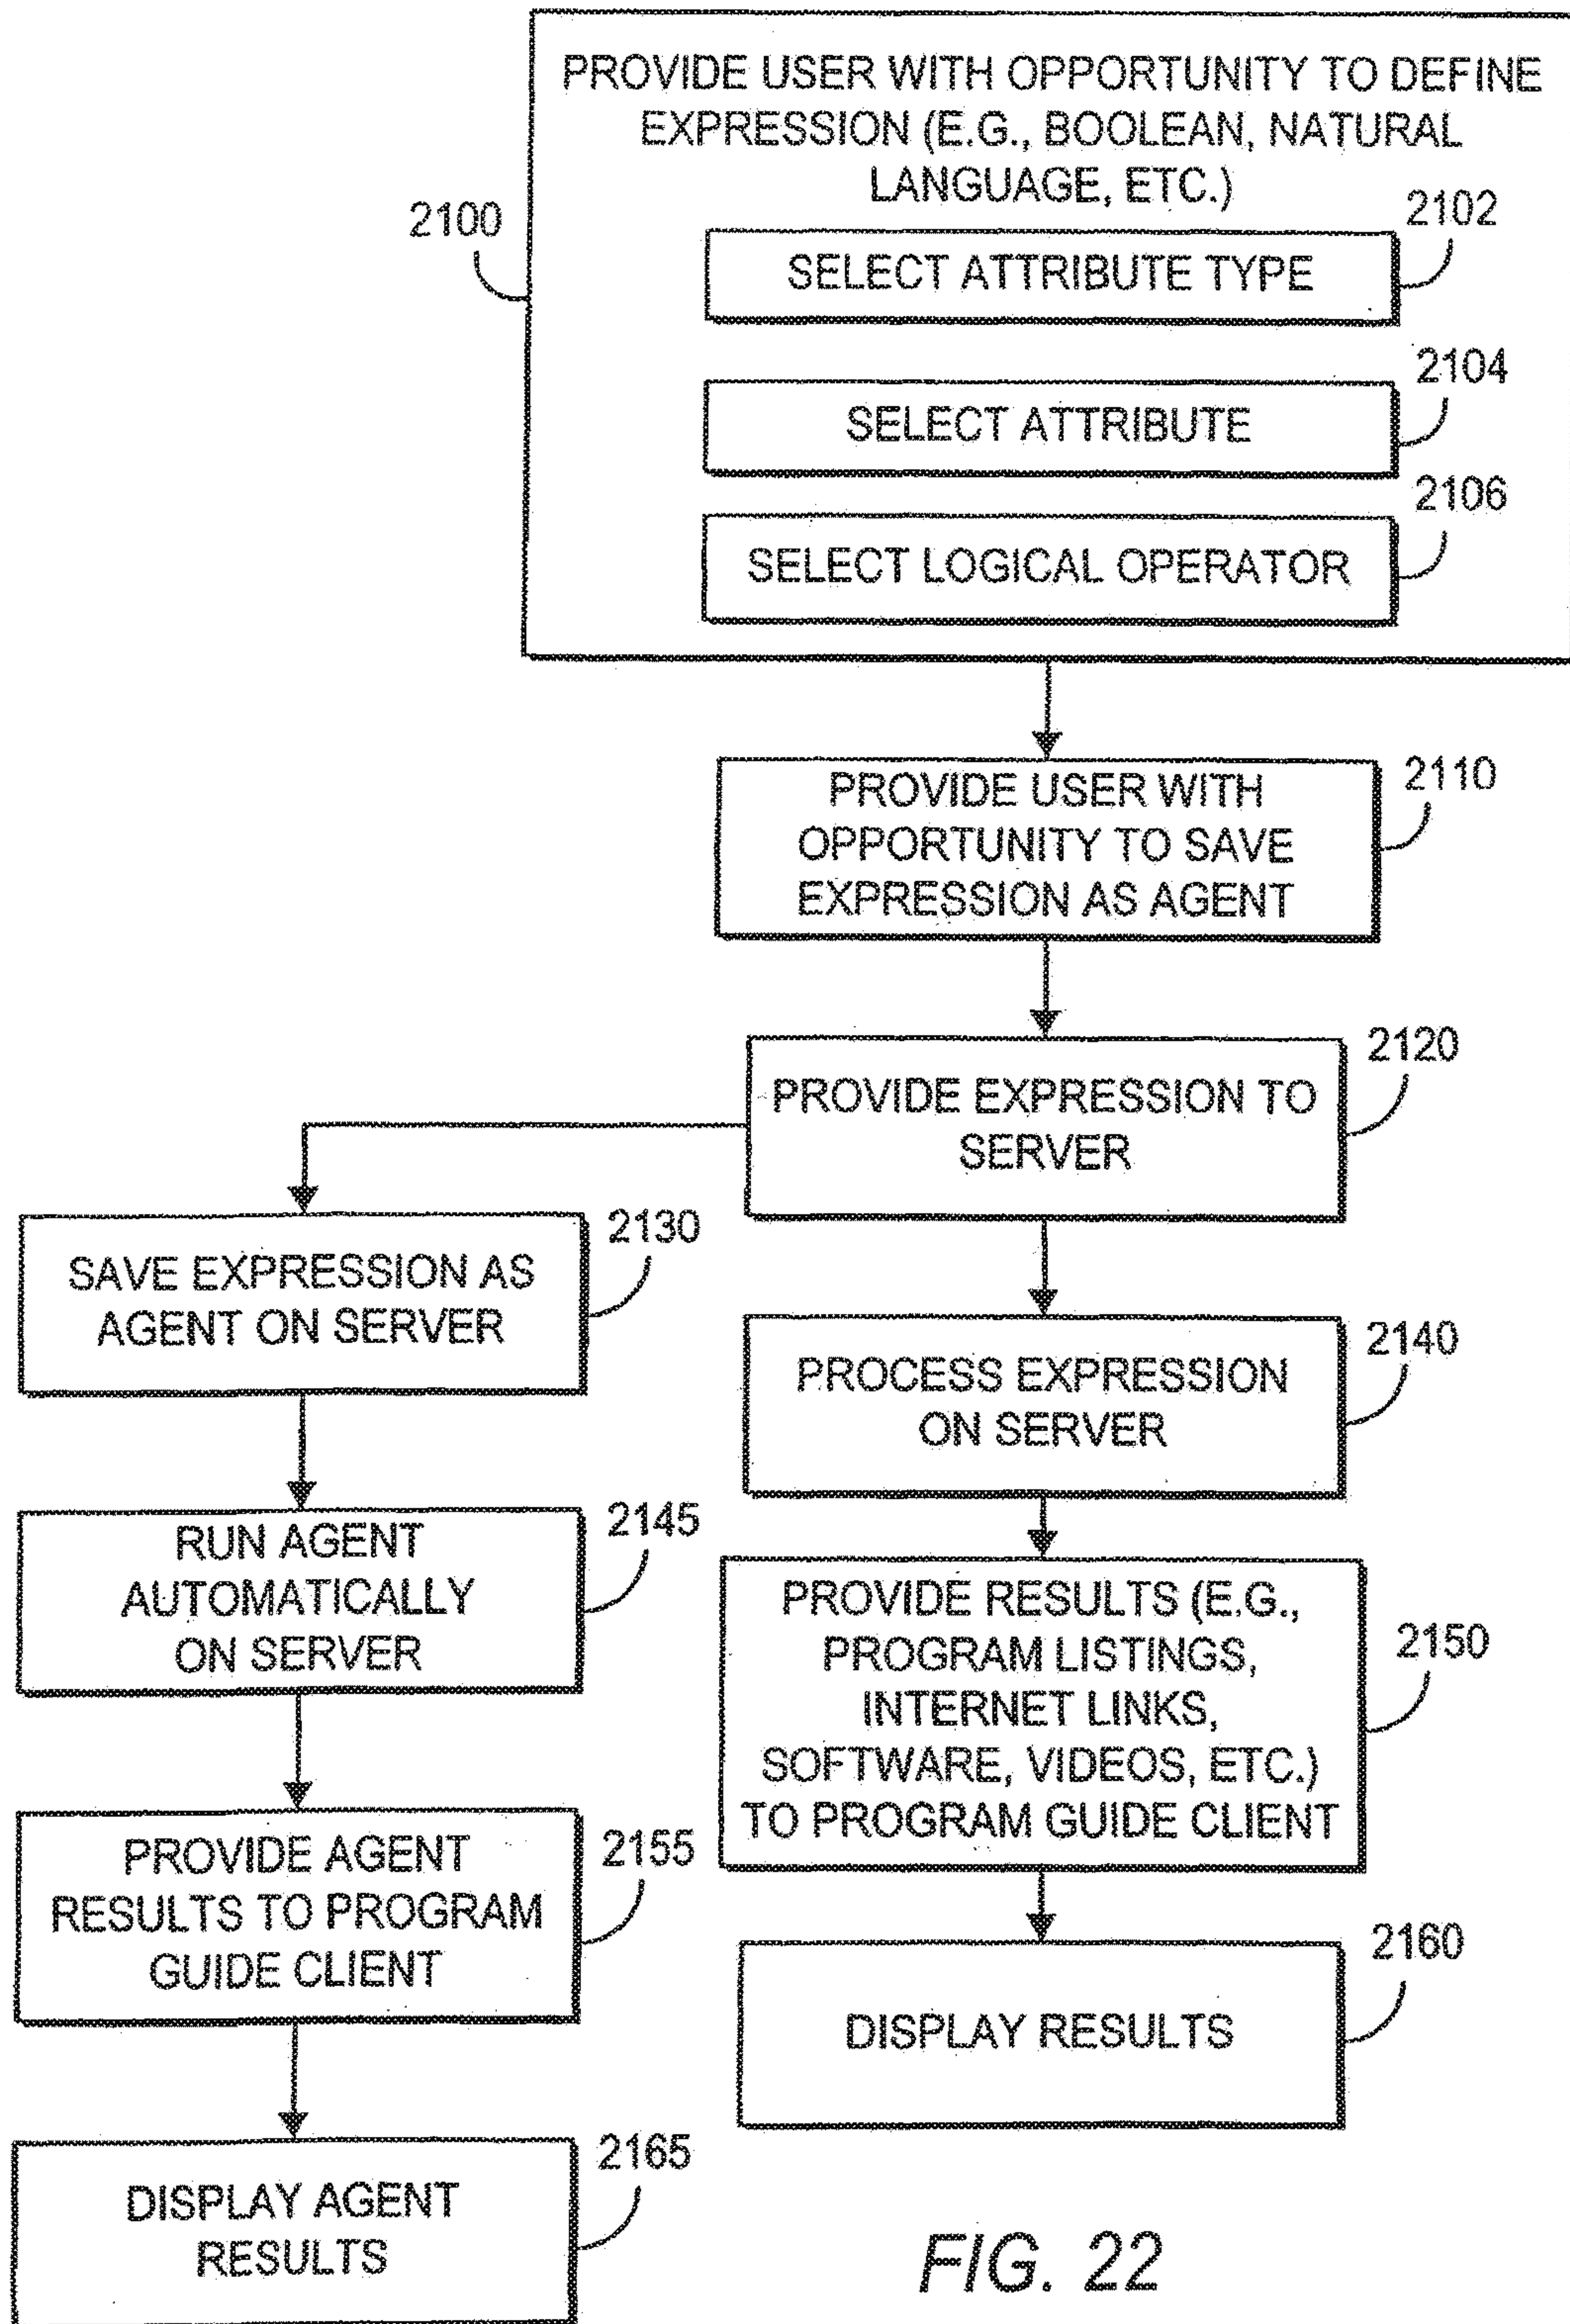 PROVIDE USER WITH OPPORTUNITY TO DEFINE
EXPRESSION (E.G., BOOLEAN, NATURAL
LANGUAGE, ETC.)
2100
2102
SELECT ATTRIBUTE TYPE
2104
SELECT ATTRIBUTE
2106
SELECT LOGICAL OPERATOR
PROVIDE USER WITH
OPPORTUNITY TO SAVE
EXPRESSION AS AGENT
2110
PROVIDE EXPRESSION TO
SERVER
2120
SAVE EXPRESSION AS
AGENT ON SERVER
2130
PROCESS EXPRESSION
ON SERVER
2140
RUN AGENT
AUTOMATICALLY
ON SERVER
2145
PROVIDE RESULTS (E.G.,
PROGRAM LISTINGS,
INTERNET LINKS,
SOFTWARE, VIDEOS, ETC.)
TO PROGRAM GUIDE CLIENT
2150
PROVIDE AGENT
RESULTS TO PROGRAM
GUIDE CLIENT
2155
DISPLAY RESULTS
2160
DISPLAY AGENT
RESULTS
2165
FIG. 22